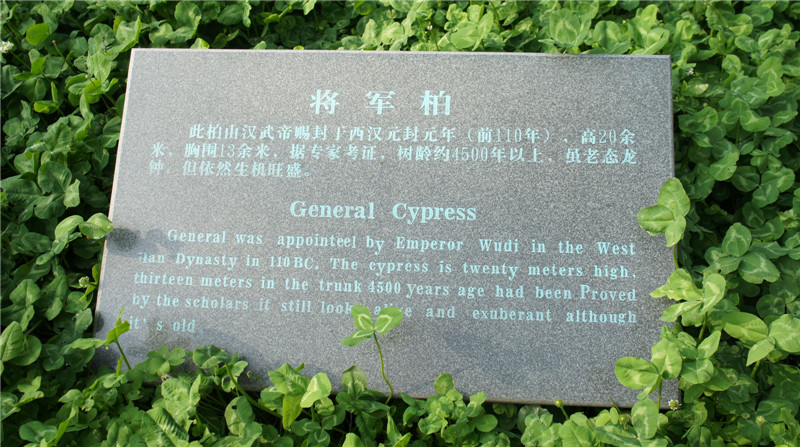 将军柏
此柏由汉武帝赐封于西汉元封元年（前110年），高20余
米，胸围13余米，据专家考证，树龄约4500年以上，虽老态龙
钟，但依然生机旺盛。
General Cypress
General was appointeel by Emperor Wudi in the West
Han Dynasty in 110BC. The cypress is twenty meters high,
thirteen meters in the trunk 4500 years age had been Proved
by the scholars it still look alive and exuberant although
it's old